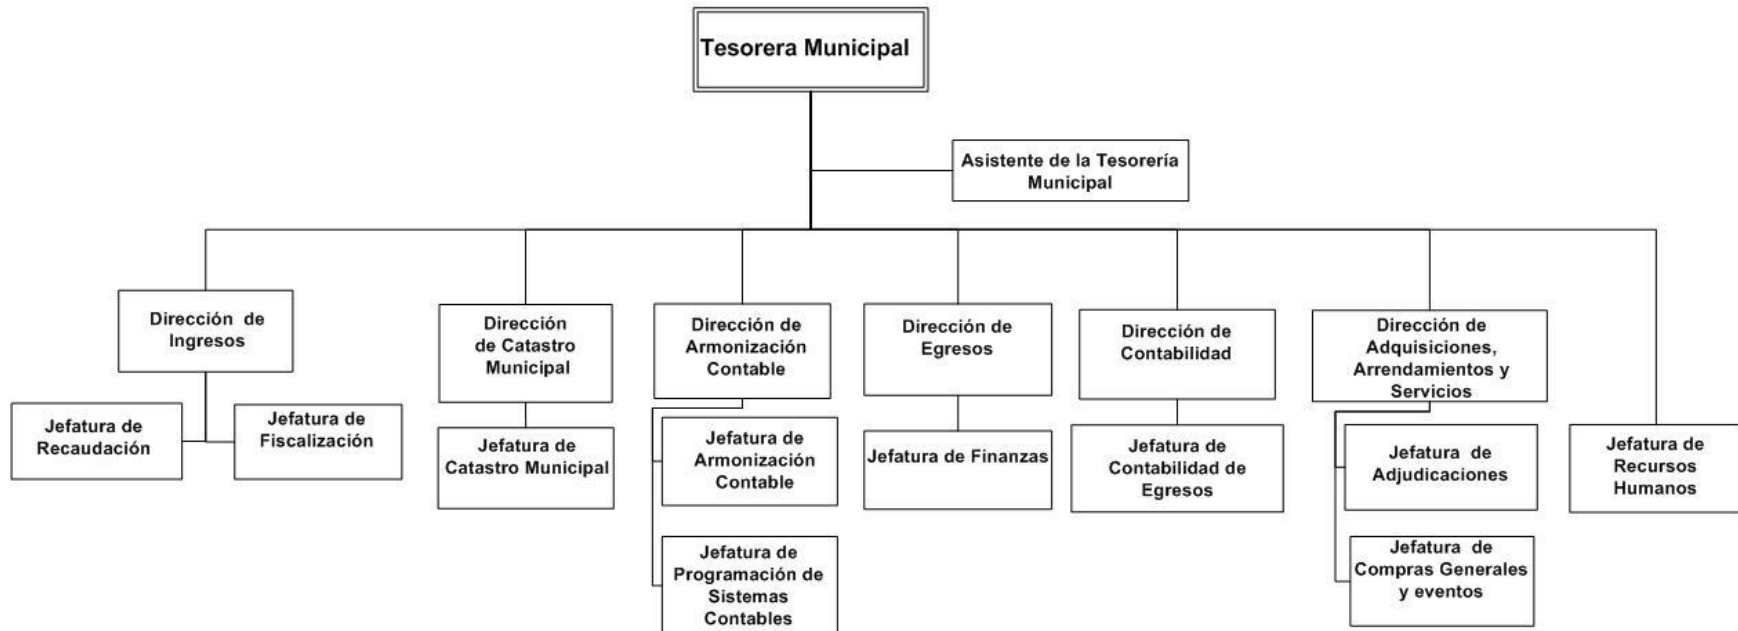 Tesorera Municipal
Asistente de la Tesorería
Municipal
Dirección de
Ingresos
Dirección
de Catastro
Municipal
Dirección de
Armonización
Contable
Dirección de
Egresos
Dirección de
Contabilidad
Dirección de
Adquisiciones,
Arrendamientos y
Servicios
Jefatura de
Recaudación
Jefatura de
Fiscalización
Jefatura de
Catastro Municipal
Jefatura de
Armonización
Contable
Jefatura de Finanzas
Jefatura de
Contabilidad de
Egresos
Jefatura de
Adjudicaciones
Jefatura de
Recursos
Humanos
Jefatura de
Programación de
Sistemas
Contables
Jefatura de
Compras Generales
y eventos